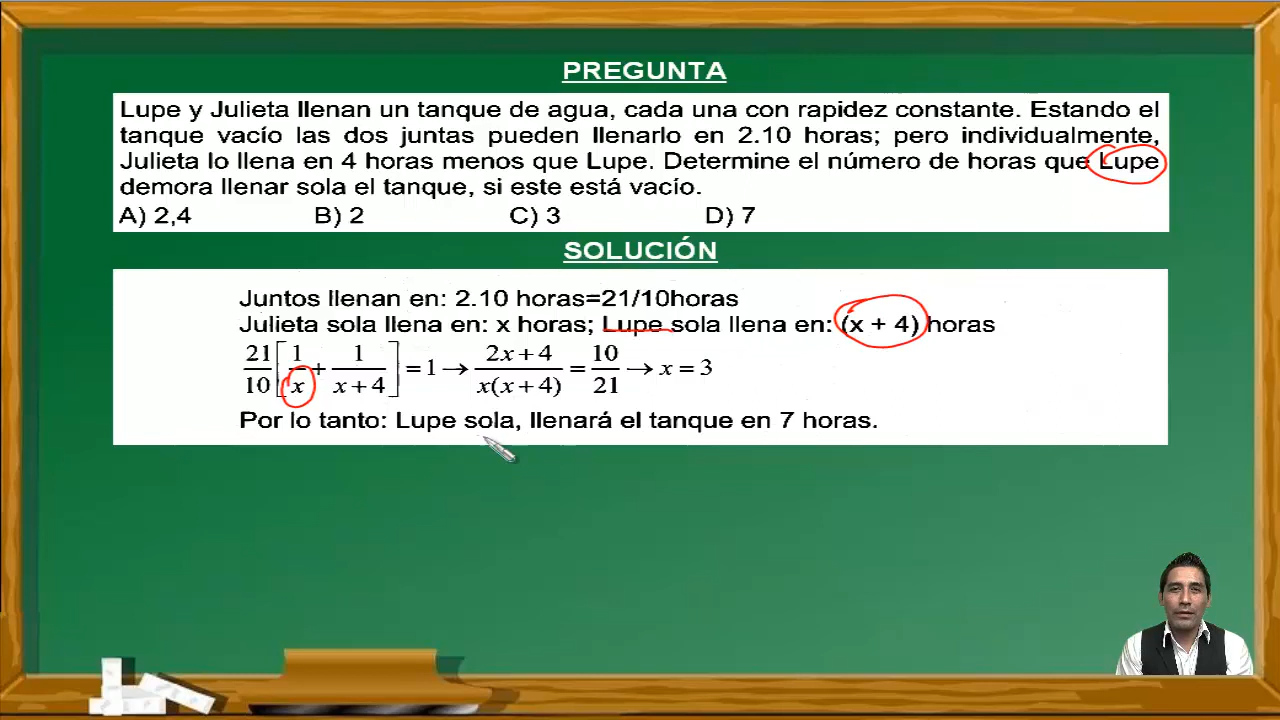 PREGUNTA
Lupe y Julieta llenan un tanque de agua, cada una con rapidez constante. Estando el
tanque vacío las dos juntas pueden llenarlo en 2.10 horas; pero individualmente,
Julieta lo llena en 4 horas menos que Lupe. Determine el número de horas que Lupe
demora llenar sola el tanque, si este está vacío.
A) 2,4 B) 2 C) 3 D) 7
SOLUCIÓN
Juntos llenan en: 2.10 horas=21/10horas
Julieta sola llena en: x horas; Lupe sola llena en: (x + 4) horas
21/10[1/x + 1/(x+4)] = 1 → (2x+4)/(x(x+4)) = 10/21 → x = 3
Por lo tanto: Lupe sola, llenará el tanque en 7 horas.